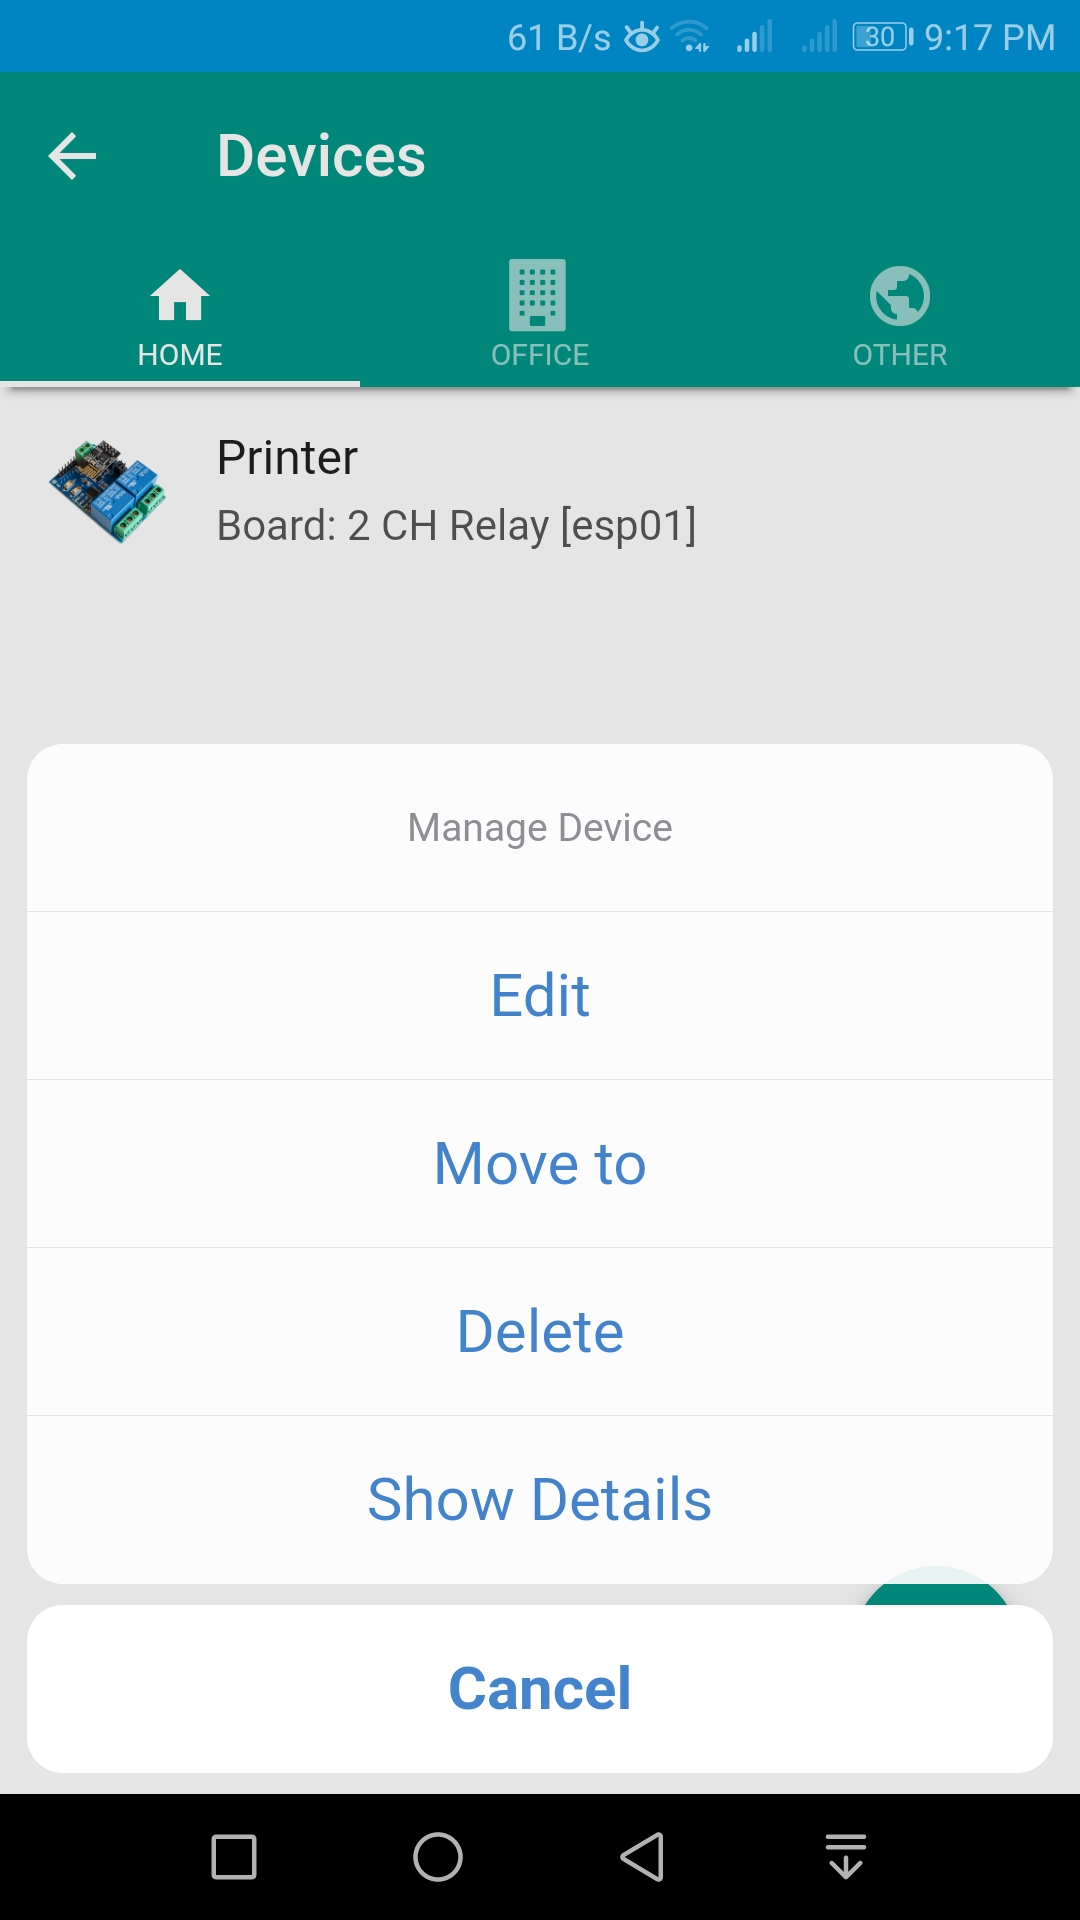 61 B/s 30 9:17 PM
Devices
HOME OFFICE OTHER
Printer
Board: 2 CH Relay [esp01]
Manage Device
Edit
Move to
Delete
Show Details
Cancel